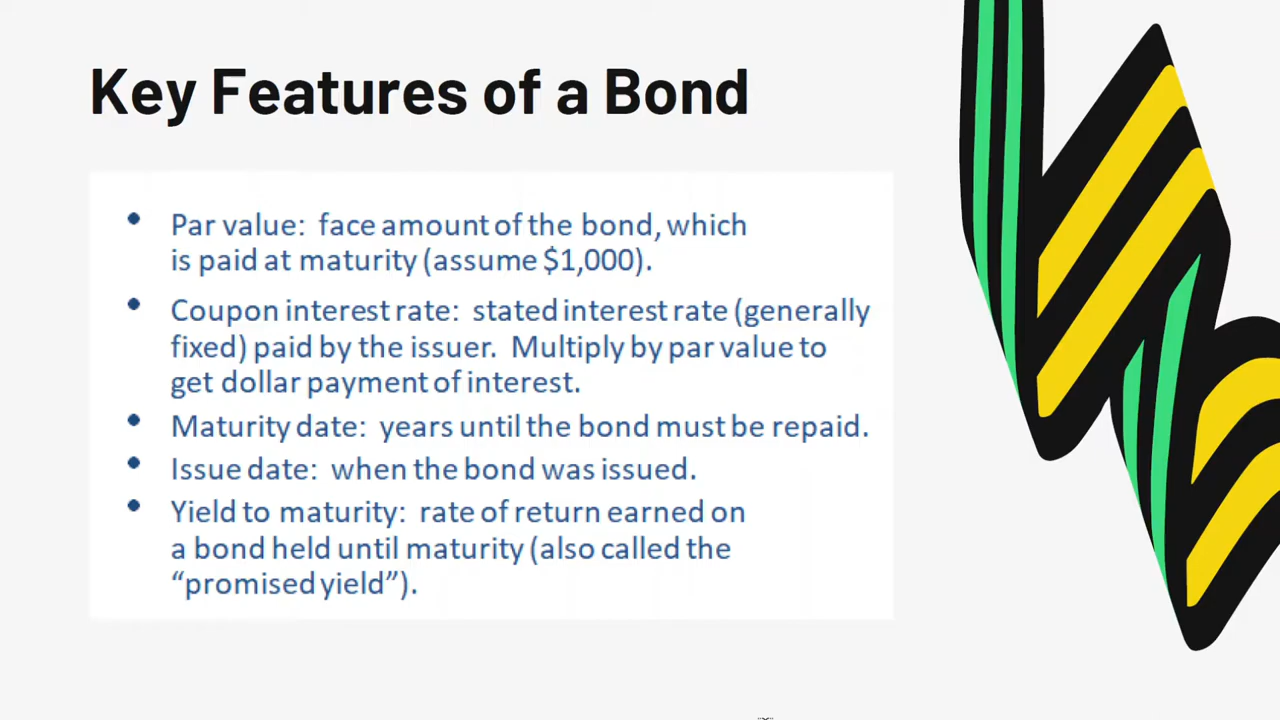 Key Features of a Bond
• Par value: face amount of the bond, which
is paid at maturity (assume $1,000).
• Coupon interest rate: stated interest rate (generally
fixed) paid by the issuer. Multiply by par value to
get dollar payment of interest.
• Maturity date: years until the bond must be repaid.
• Issue date: when the bond was issued.
• Yield to maturity: rate of return earned on
a bond held until maturity (also called the
“promised yield”).